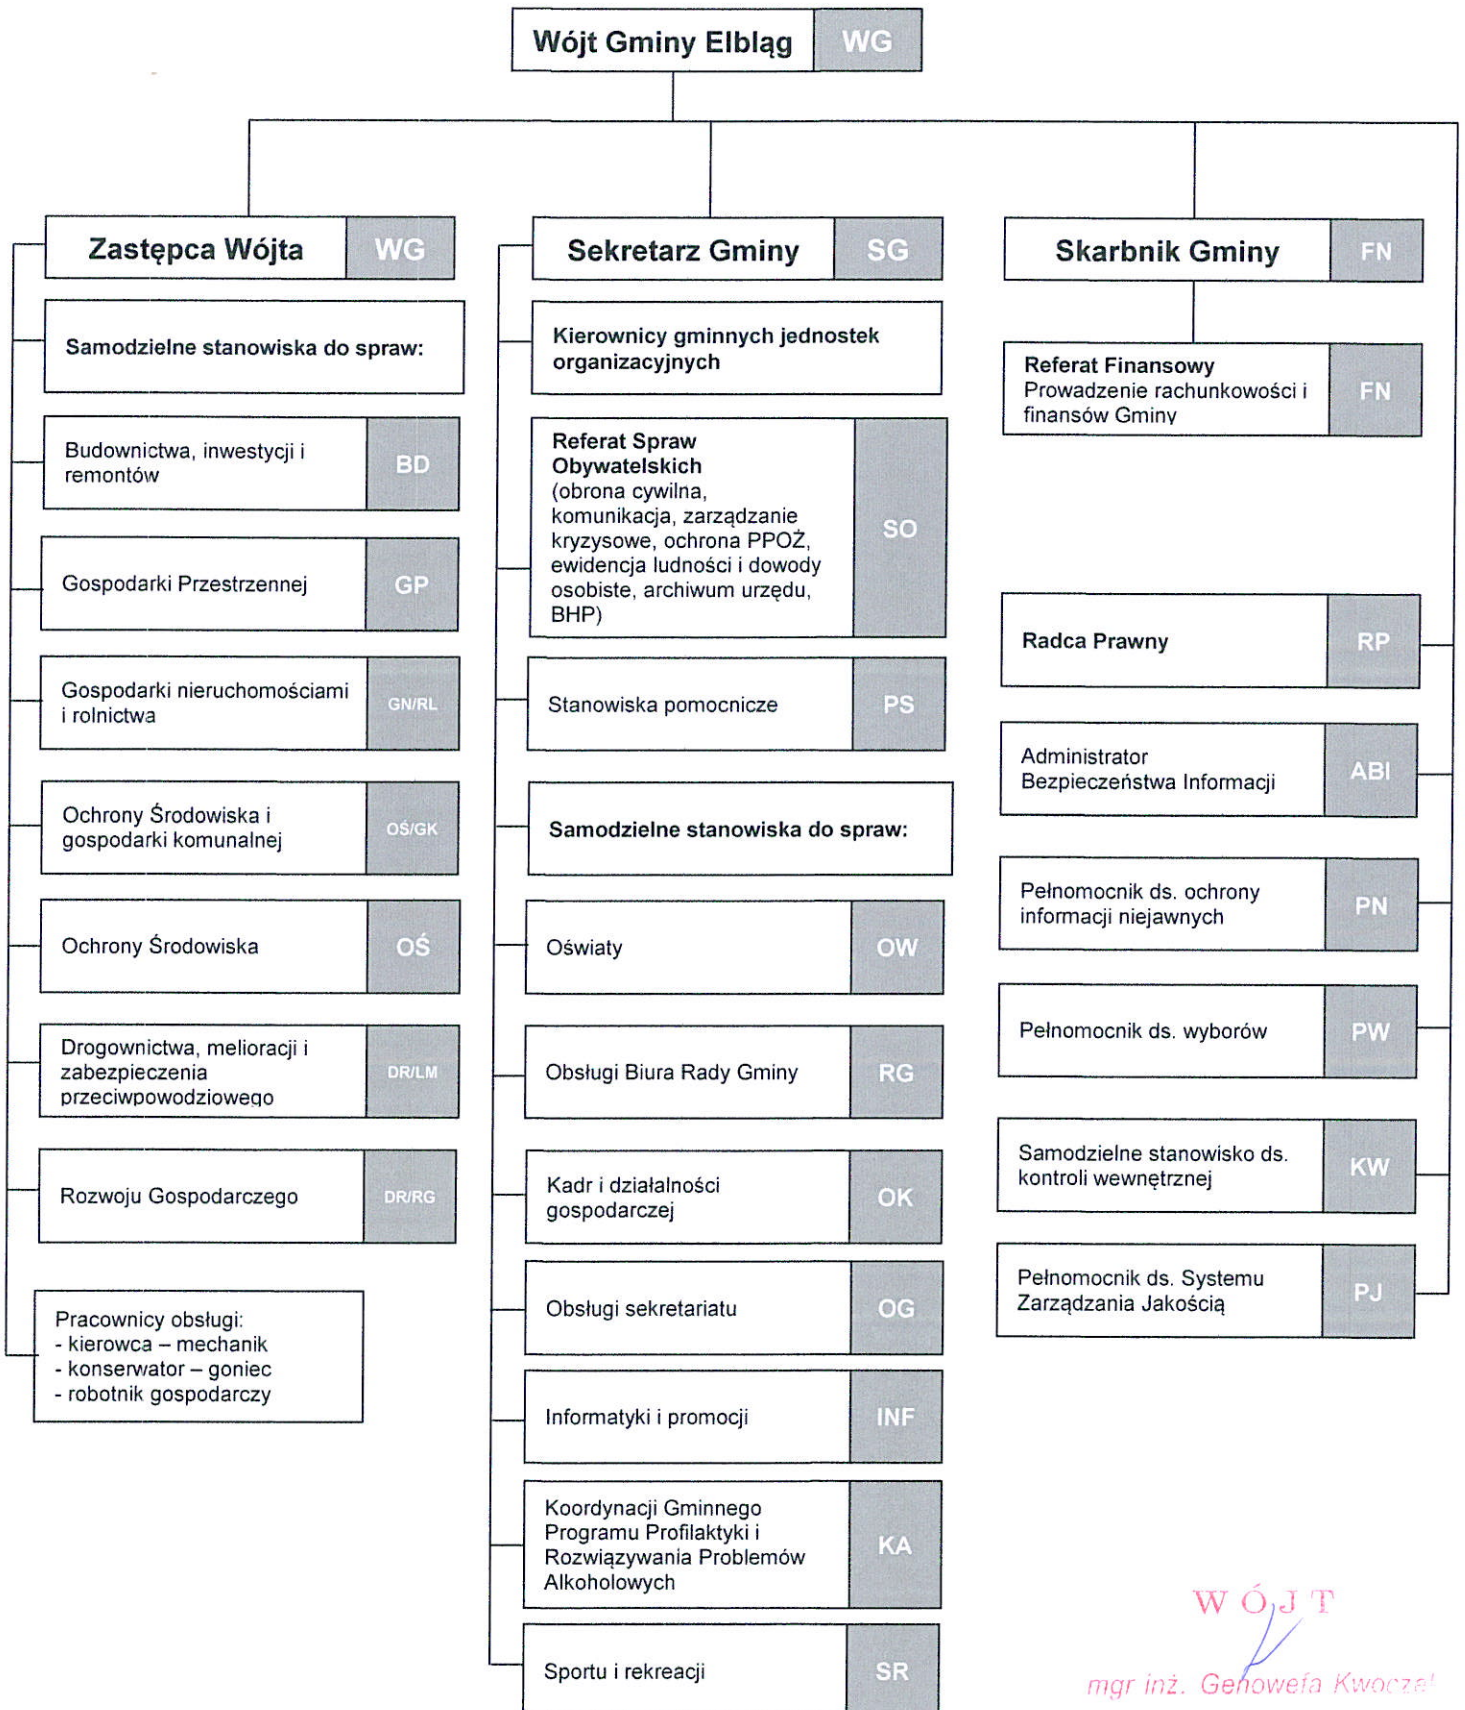 Wójt Gminy Elbląg WG
Zastępca Wójta WG
Samodzielne stanowiska do spraw:
Budownictwa, inwestycji i
remontów
BD
Gospodarki Przestrzennej GP
Gospodarki nieruchomościami
i rolnictwa
GN/RL
Ochrony Środowiska i
gospodarki komunalnej
OŚ/GK
Ochrony Środowiska OŚ
Drogownictwa, melioracji i
zabezpieczenia
przeciwpowodziowego
DR/LM
Rozwoju Gospodarczego DR/RG
Pracownicy obsługi:
- kierowca – mechanik
- konserwator – goniec
- robotnik gospodarczy
Sekretarz Gminy SG
Kierownicy gminnych jednostek
organizacyjnych
Referat Spraw
Obywatelskich
(obrona cywilna,
komunikacja, zarządzanie
kryzysowe, ochrona PPOŻ,
ewidencja ludności i dowody
osobiste, archiwum urzędu,
BHP)
SO
Stanowiska pomocnicze PS
Samodzielne stanowiska do spraw:
Oświaty OW
Obsługi Biura Rady Gminy RG
Kadr i działalności
gospodarczej
OK
Obsługi sekretariatu OG
Informatyki i promocji INF
Koordynacji Gminnego
Programu Profilaktyki i
Rozwiązywania Problemów
Alkoholowych
KA
Sportu i rekreacji SR
Skarbnik Gminy FN
Referat Finansowy
Prowadzenie rachunkowości i
finansów Gminy
FN
Radca Prawny RP
Administrator
Bezpieczeństwa Informacji
ABI
Pełnomocnik ds. ochrony
informacji niejawnych
PN
Pełnomocnik ds. wyborów PW
Samodzielne stanowisko ds.
kontroli wewnętrznej
KW
Pełnomocnik ds. Systemu
Zarządzania Jakością
PJ
WÓJT
mgr inż. Genowefa